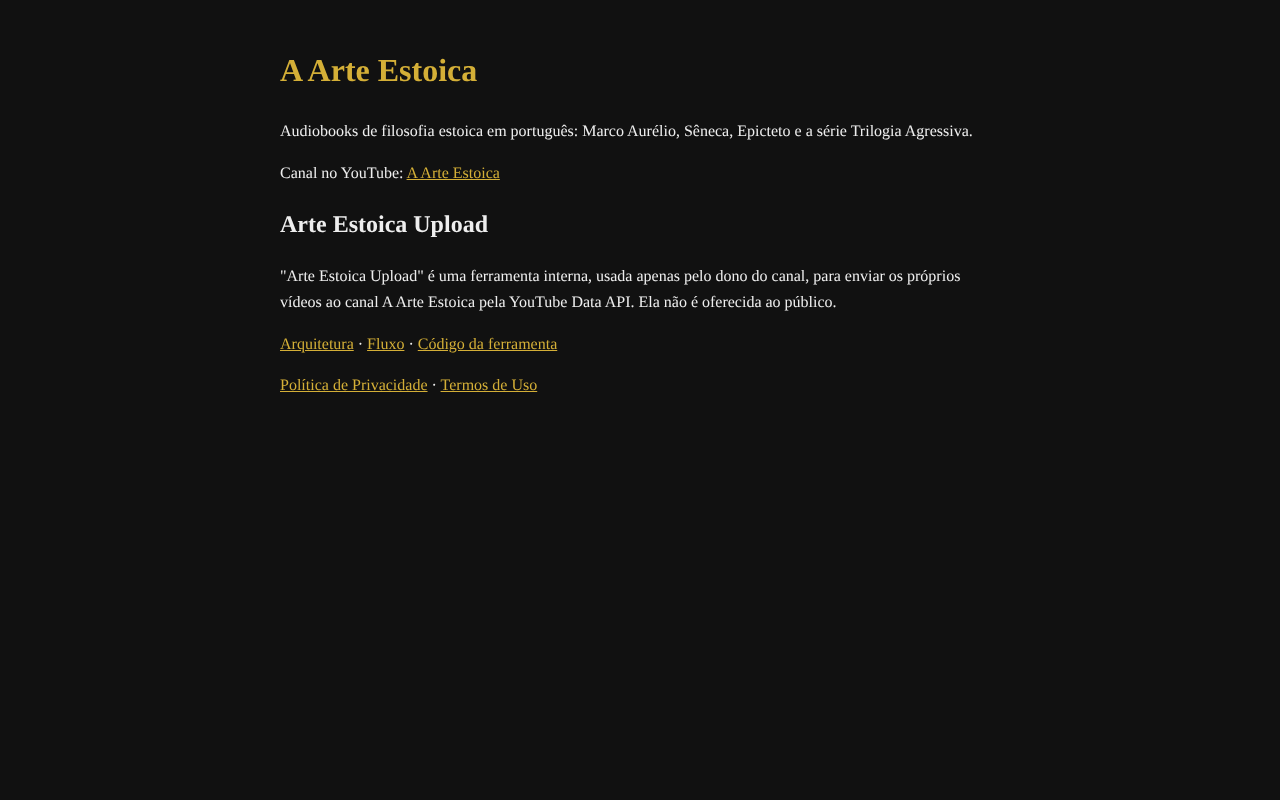 A Arte Estoica
Audiobooks de filosofia estoica em português: Marco Aurélio, Sêneca, Epicteto e a série Trilogia Agressiva.
Canal no YouTube: A Arte Estoica
Arte Estoica Upload
"Arte Estoica Upload" é uma ferramenta interna, usada apenas pelo dono do canal, para enviar os próprios
vídeos ao canal A Arte Estoica pela YouTube Data API. Ela não é oferecida ao público.
Arquitetura · Fluxo · Código da ferramenta
Política de Privacidade · Termos de Uso